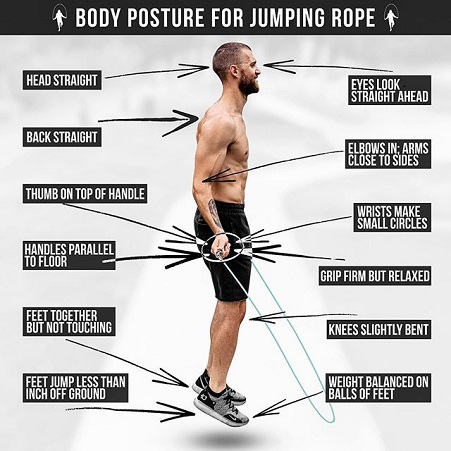 BODY POSTURE FOR JUMPING ROPE
HEAD STRAIGHT
EYES LOOK
STRAIGHT AHEAD
BACK STRAIGHT
ELBOWS IN; ARMS
CLOSE TO SIDES
THUMB ON TOP OF HANDLE
WRISTS MAKE
SMALL CIRCLES
HANDLES PARALLEL
TO FLOOR
GRIP FIRM BUT RELAXED
FEET TOGETHER
BUT NOT TOUCHING
KNEES SLIGHTLY BENT
FEET JUMP LESS THAN
INCH OFF GROUND
WEIGHT BALANCED ON
BALLS OF FEET